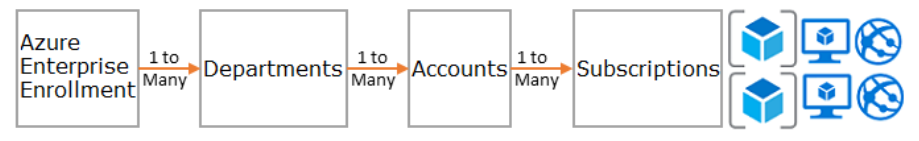 Azure
Enterprise
Enrollment
1 to
Many
Departments
1 to
Many
Accounts
1 to
Many
Subscriptions